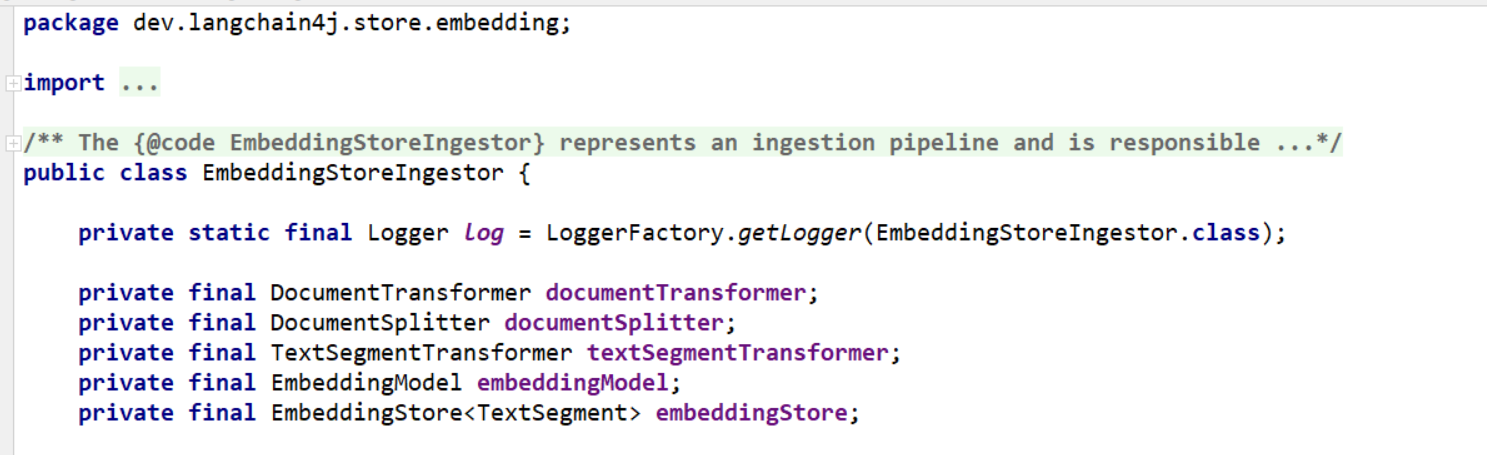 package dev.langchain4j.store.embedding;
import ...
/** The {@code EmbeddingStoreIngestor} represents an ingestion pipeline and is responsible ...*/
public class EmbeddingStoreIngestor {
private static final Logger log = LoggerFactory.getLogger(EmbeddingStoreIngestor.class);
private final DocumentTransformer documentTransformer;
private final DocumentSplitter documentSplitter;
private final TextSegmentTransformer textSegmentTransformer;
private final EmbeddingModel embeddingModel;
private final EmbeddingStore<TextSegment> embeddingStore;